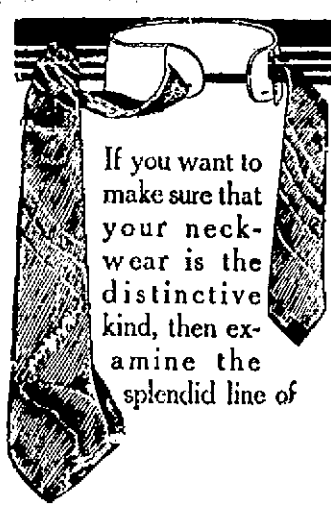 If you want to
make sure that
your neck-
wear is the
distinctive
kind, then ex-
amine the
splendid line of